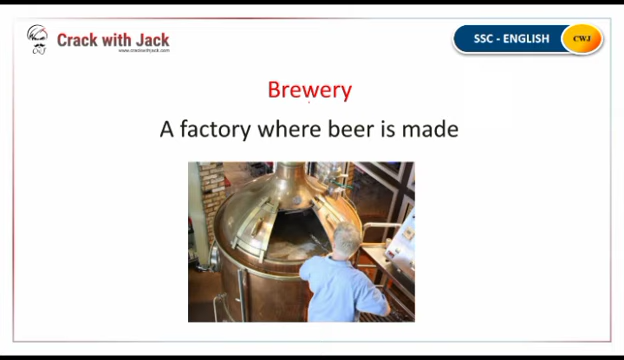 Crack with Jack
www.crackwithjack.com
SSC - ENGLISH
CWJ
Brewery
A factory where beer is made